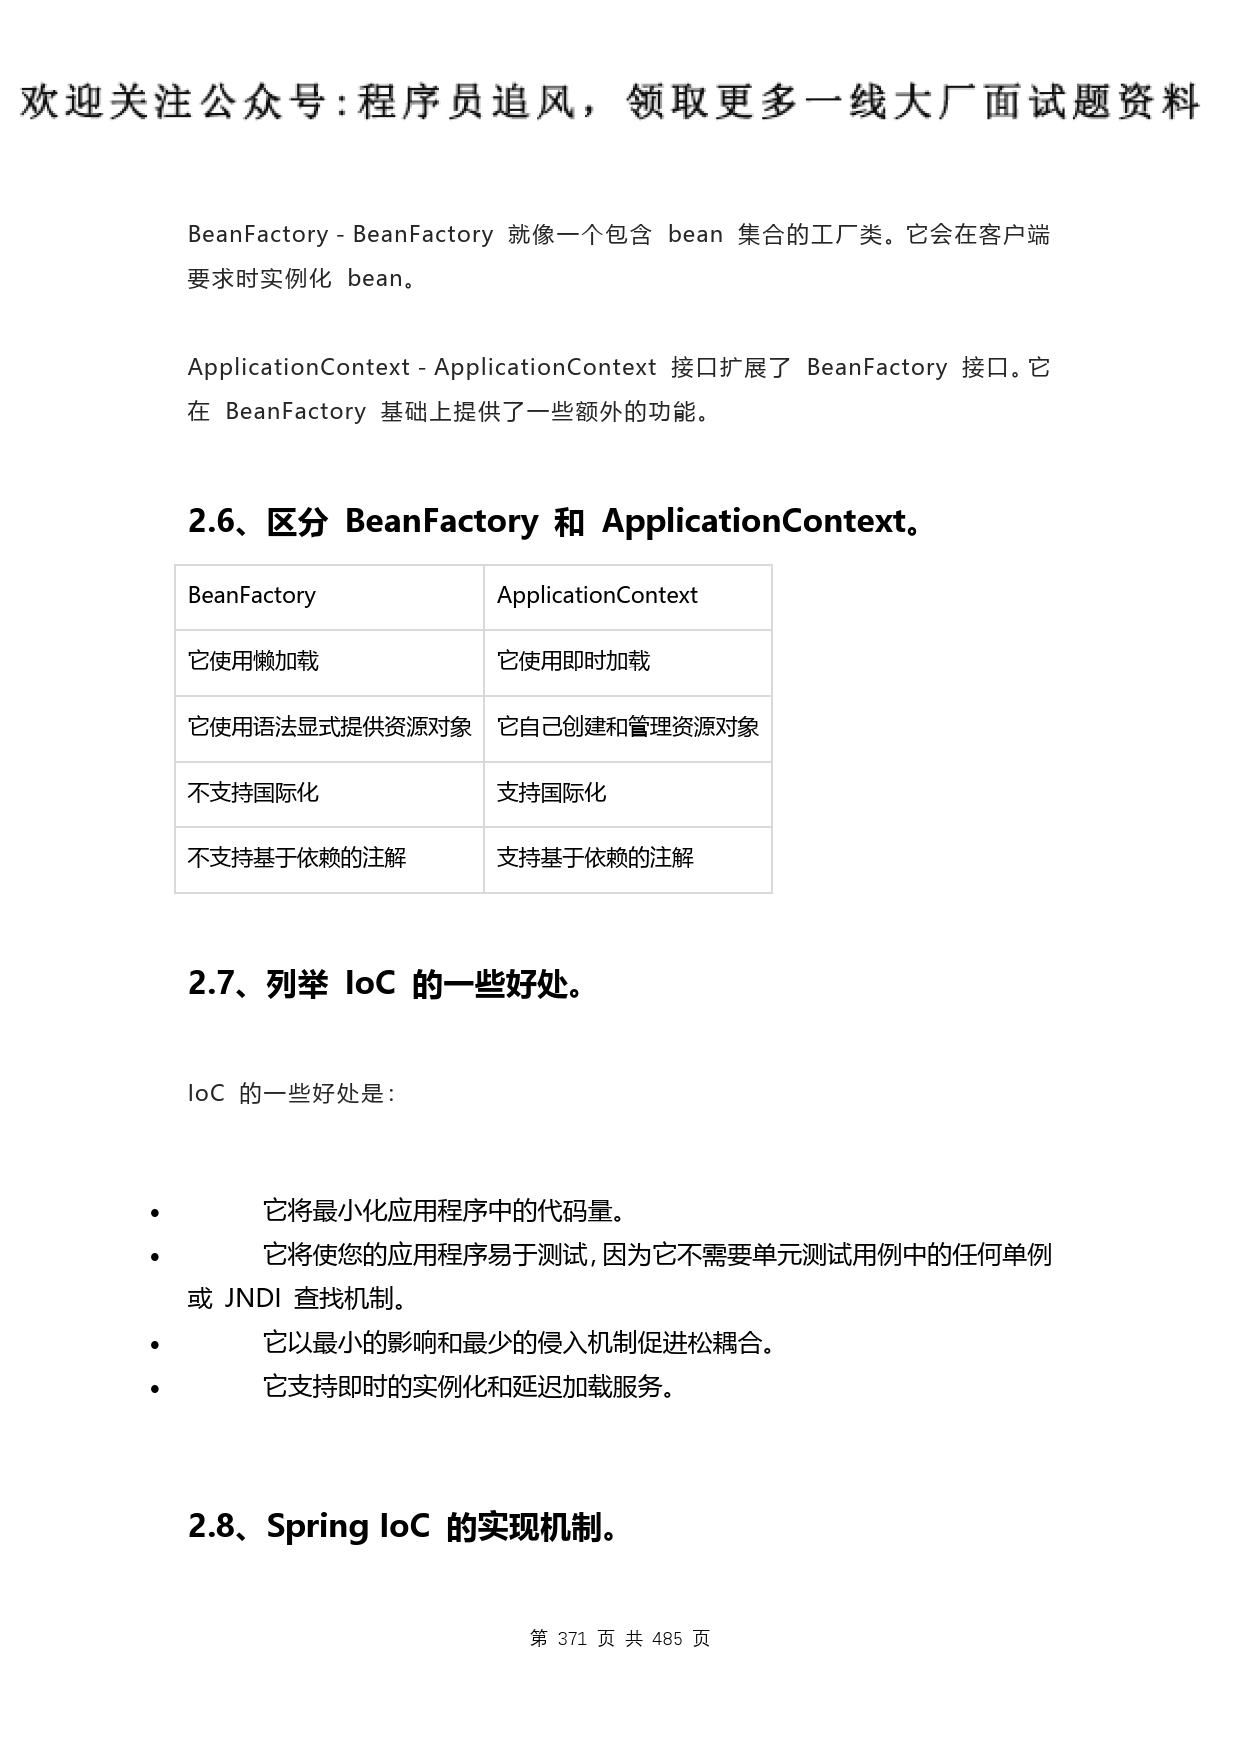 欢迎关注公众号:程序员追风，领取更多一线大厂面试题资料
BeanFactory - BeanFactory 就像一个包含 bean 集合的工厂类。它会在客户端
要求时实例化 bean。
ApplicationContext - ApplicationContext 接口扩展了 BeanFactory 接口。它
在 BeanFactory 基础上提供了一些额外的功能。
2.6、区分 BeanFactory 和 ApplicationContext。
BeanFactory ApplicationContext
它使用懒加载 它使用即时加载
它使用语法显式提供资源对象 它自己创建和管理资源对象
不支持国际化 支持国际化
不支持基于依赖的注解 支持基于依赖的注解
2.7、列举 IoC 的一些好处。
IoC 的一些好处是：
• 它将最小化应用程序中的代码量。
• 它将使您的应用程序易于测试，因为它不需要单元测试用例中的任何单例
或 JNDI 查找机制。
• 它以最小的影响和最少的侵入机制促进松耦合。
• 它支持即时的实例化和延迟加载服务。
2.8、Spring IoC 的实现机制。
第 371 页 共 485 页